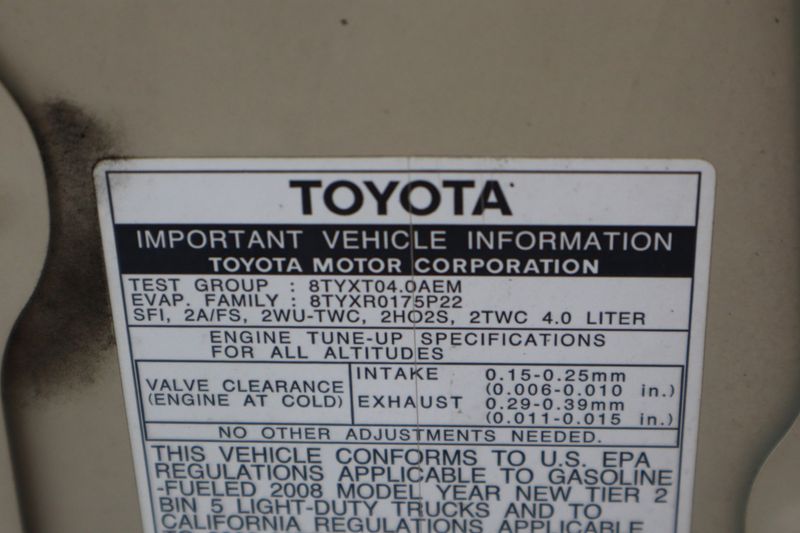 TOYOTA
IMPORTANT VEHICLE INFORMATION
TOYOTA MOTOR CORPORATION
TEST GROUP : 8TYXT04.0AEM
EVAP. FAMILY : 8TYXR0175P22
SFI, 2A/FS, 2WU-TWC, 2HO2S, 2TWC 4.0 LITER
ENGINE TUNE-UP SPECIFICATIONS
FOR ALL ALTITUDES
VALVE CLEARANCE
(ENGINE AT COLD)
INTAKE 0.15-0.25mm
(0.006-0.010 in.)
EXHAUST 0.29-0.39mm
(0.011-0.015 in.)
NO OTHER ADJUSTMENTS NEEDED.
THIS VEHICLE CONFORMS TO U.S. EPA
REGULATIONS APPLICABLE TO GASOLINE
-FUELED 2008 MODEL YEAR NEW TIER 2
BIN 5 LIGHT-DUTY TRUCKS AND TO
CALIFORNIA REGULATIONS APPLICABLE